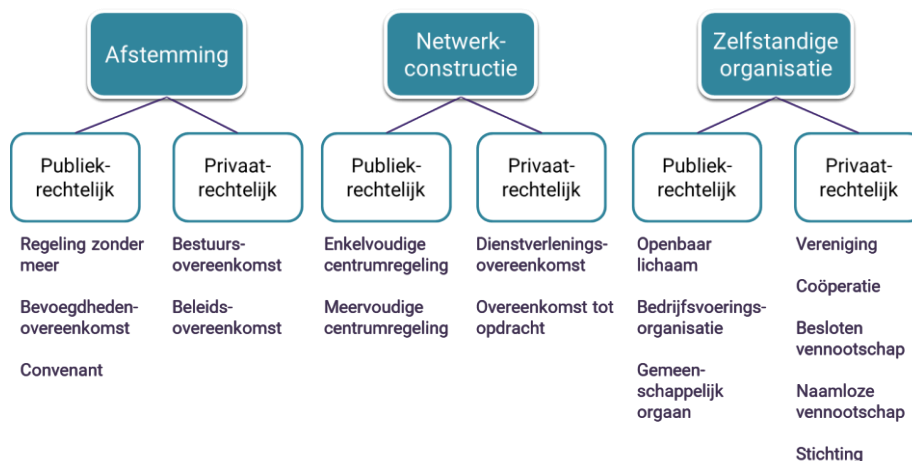 Afstemming
Netwerk-
constructie
Zelfstandige
organisatie
Publiek-
rechtelijk
Privaat-
rechtelijk
Publiek-
rechtelijk
Privaat-
rechtelijk
Publiek-
rechtelijk
Privaat-
rechtelijk
Regeling zonder
meer
Bevoegdheden-
overeenkomst
Convenant
Bestuurs-
overeenkomst
Beleids-
overeenkomst
Enkelvoudige
centrumregeling
Meervoudige
centrumregeling
Dienstverlenings-
overeenkomst
Overeenkomst tot
opdracht
Openbaar
lichaam
Bedrijfsvoerings-
organisatie
Gemeen-
schappelijk
orgaan
Vereniging
Coöperatie
Besloten
vennootschap
Naamloze
vennootschap
Stichting